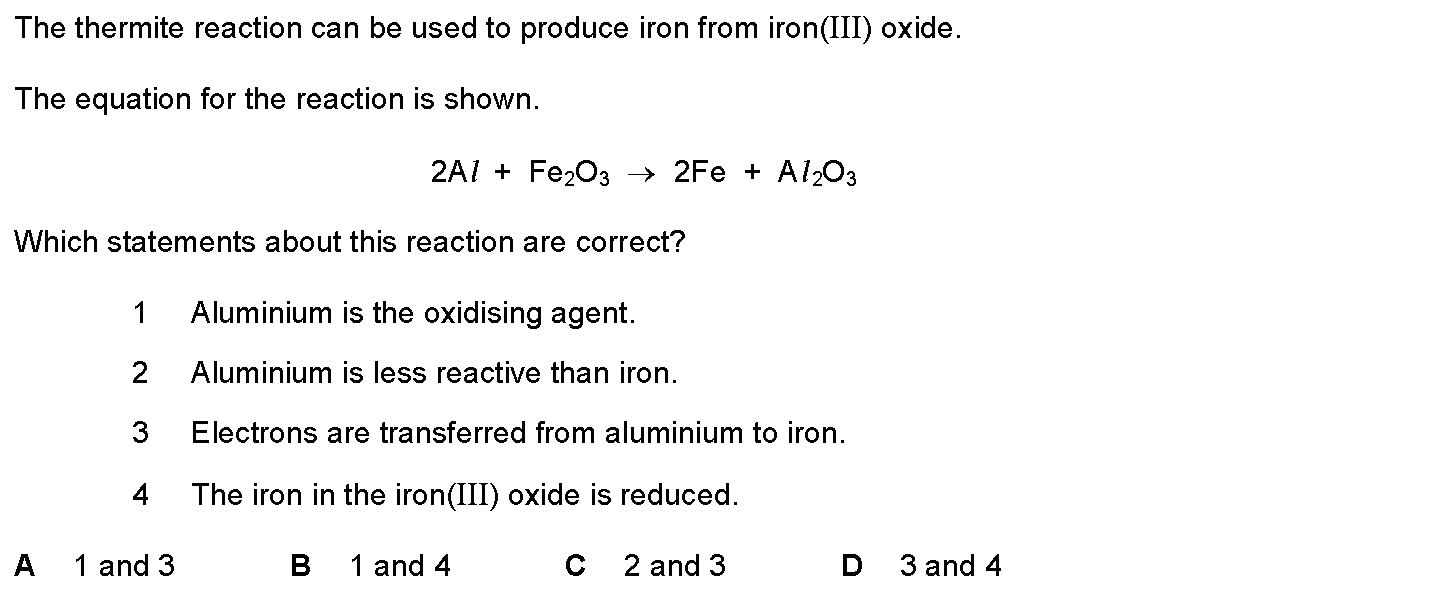 The thermite reaction can be used to produce iron from iron(III) oxide.
The equation for the reaction is shown.
2Al + Fe₂O₃ → 2Fe + Al₂O₃
Which statements about this reaction are correct?
1 Aluminium is the oxidising agent.
2 Aluminium is less reactive than iron.
3 Electrons are transferred from aluminium to iron.
4 The iron in the iron(III) oxide is reduced.
A 1 and 3 B 1 and 4 C 2 and 3 D 3 and 4